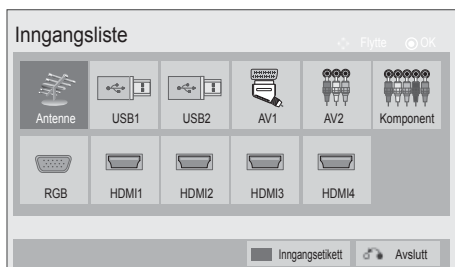 Inngangsliste
Flytte OK
Antenne USB1 USB2 AV1 AV2 Komponent
RGB HDMI1 HDMI2 HDMI3 HDMI4
Inngangsetikett Avslutt